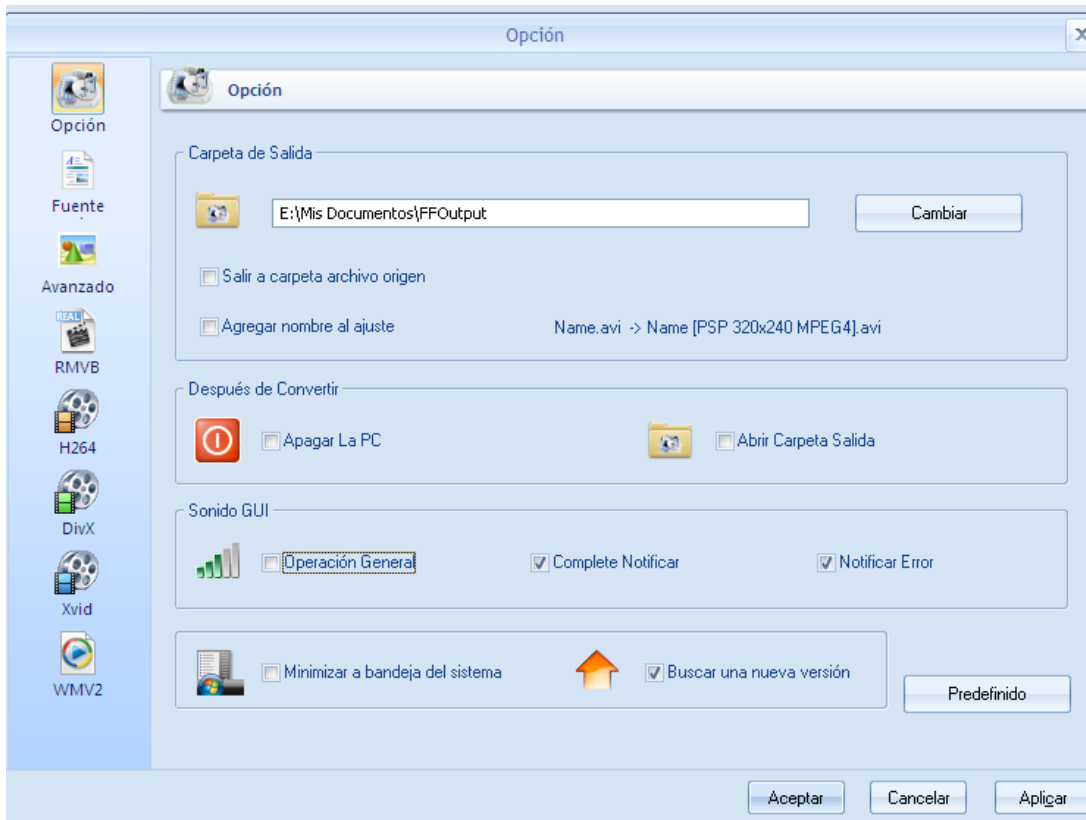 Opción
Opción
Fuente
Avanzado
REAL
RMVB
H264
DivX
Xvid
WMV2
Opción
Carpeta de Salida
E:\Mis Documentos\FFOutput
Cambiar
Salir a carpeta archivo origen
Agregar nombre al ajuste
Name.avi -> Name [PSP 320x240 MPEG4].avi
Después de Convertir
Apagar La PC
Abrir Carpeta Salida
Sonido GUI
Operación General
Complete Notificar
Notificar Error
Minimizar a bandeja del sistema
Buscar una nueva versión
Predefinido
Aceptar
Cancelar
Aplicar